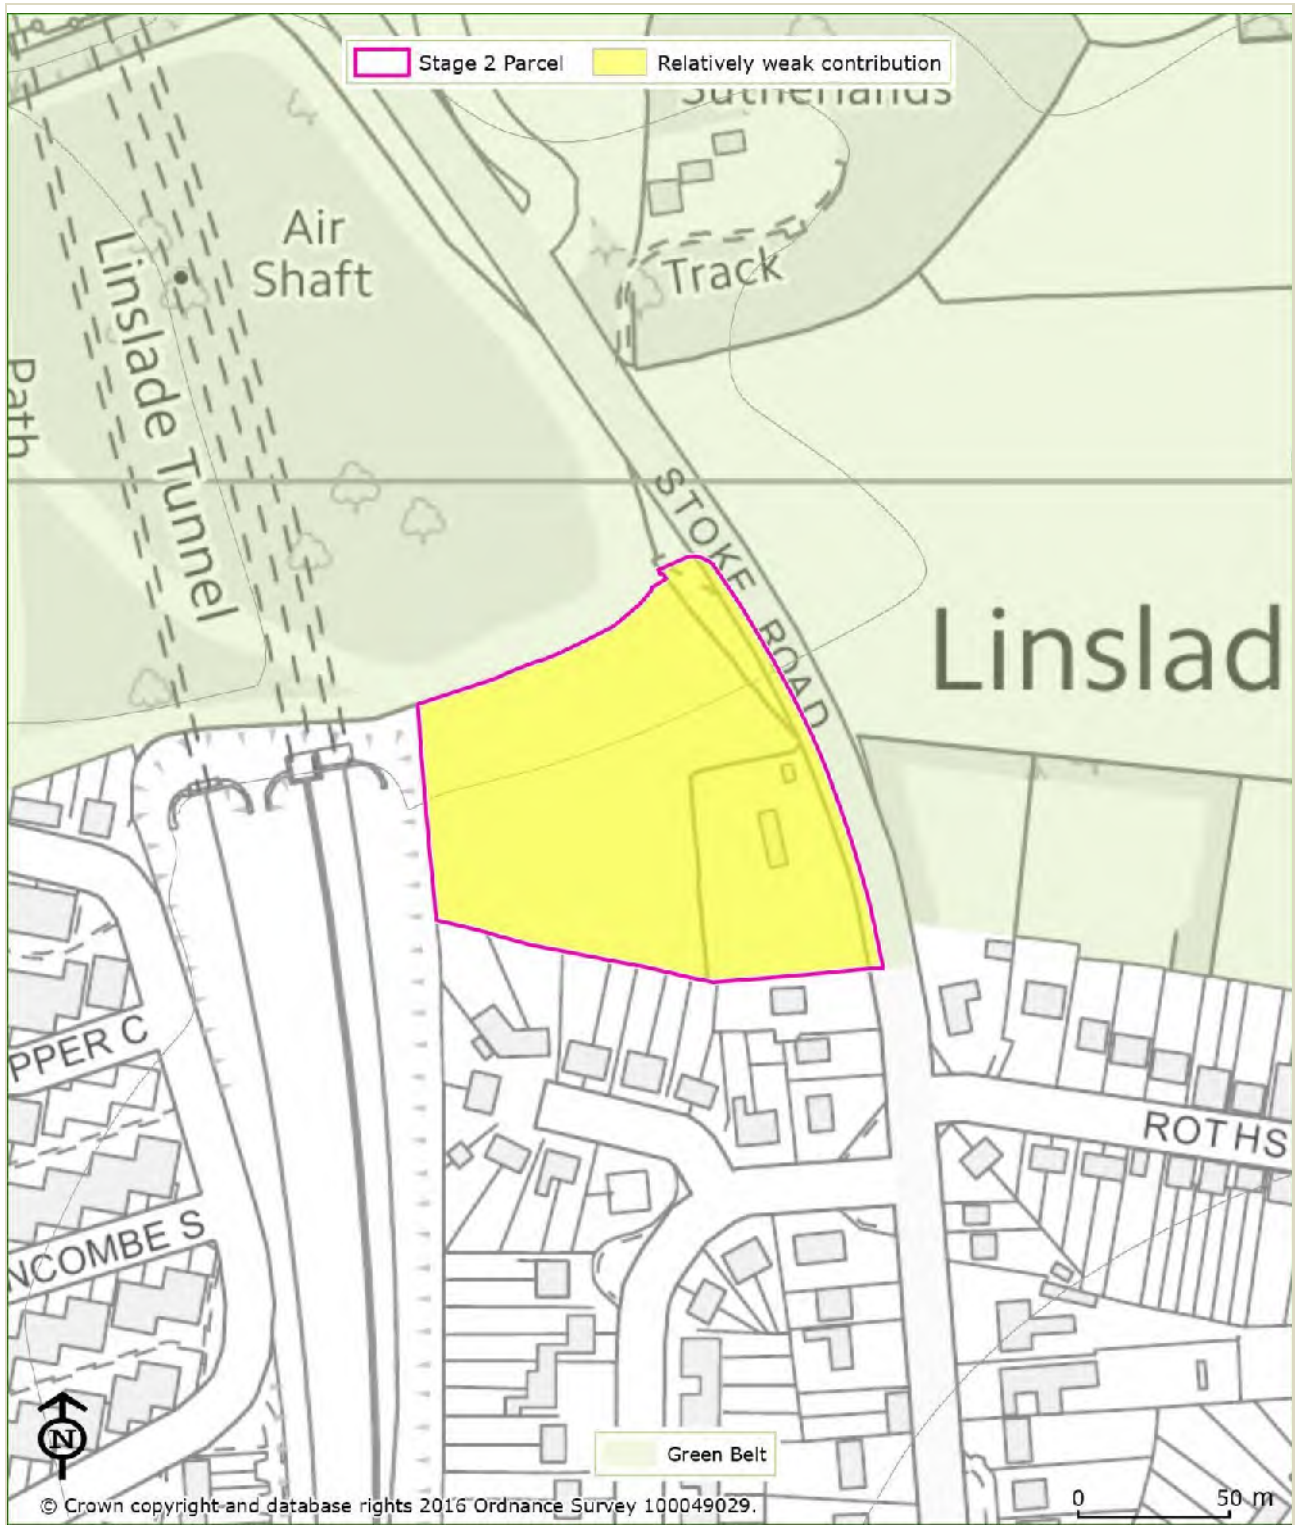 Stage 2 Parcel
Relatively weak contribution
Sutherlands
Air
Shaft
Track
Linslade Tunnel
Path
STOKE ROAD
Linslad
PPER C
ROTHS
NCOMBE S
N
Green Belt
© Crown copyright and database rights 2016 Ordnance Survey 100049029.
0 50 m